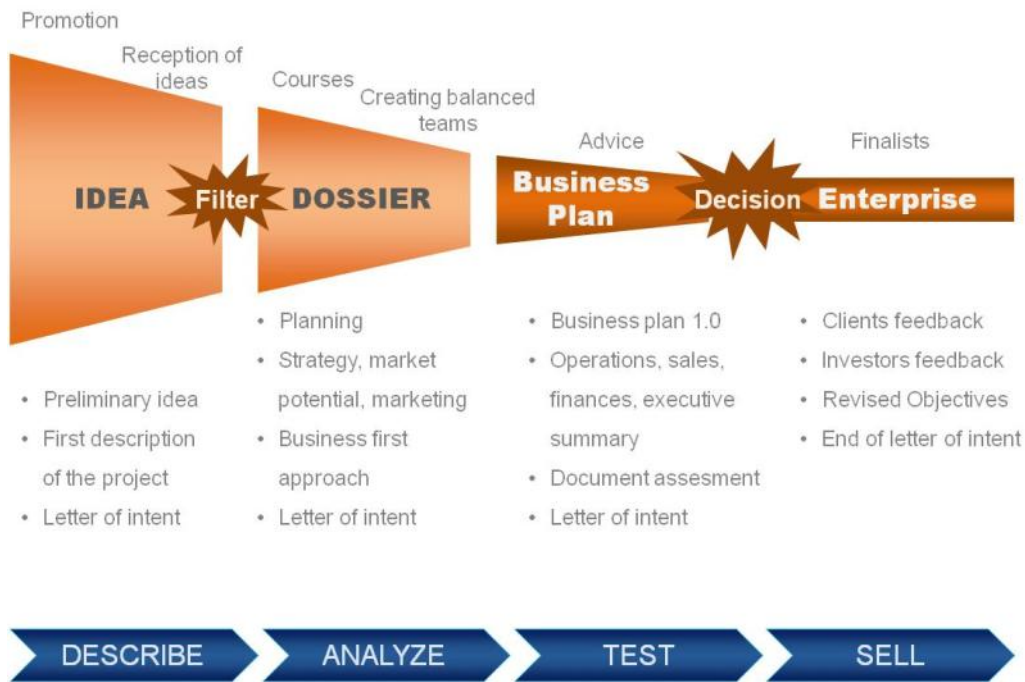 Promotion
Reception of
ideas
Courses
Creating balanced
teams
Advice
Finalists
IDEA
Filter
DOSSIER
Business
Plan
Decision
Enterprise
• Preliminary idea
• First description
of the project
• Letter of intent
• Planning
• Strategy, market
potential, marketing
• Business first
approach
• Letter of intent
• Business plan 1.0
• Operations, sales,
finances, executive
summary
• Document assesment
• Letter of intent
• Clients feedback
• Investors feedback
• Revised Objectives
• End of letter of intent
DESCRIBE
ANALYZE
TEST
SELL